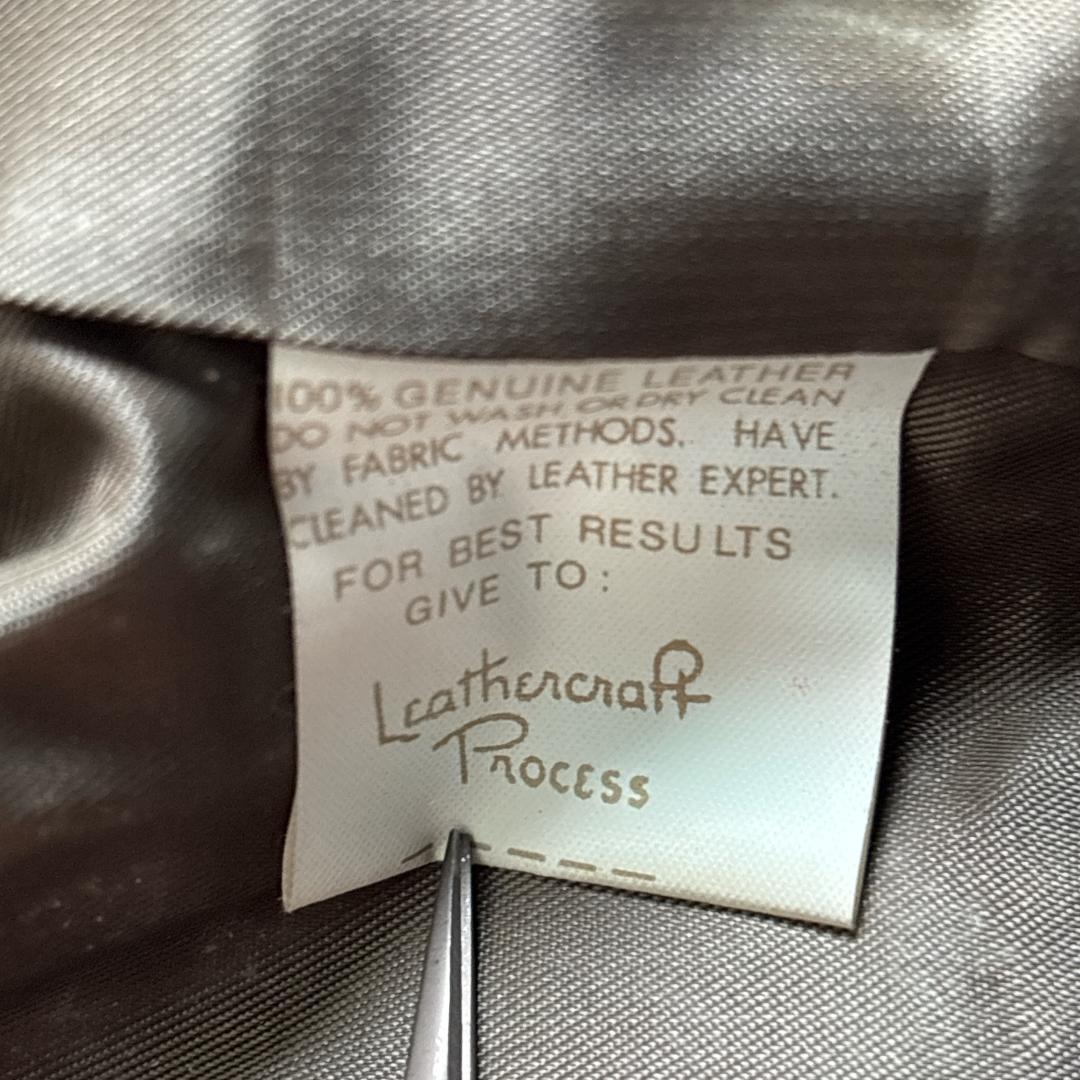 100% GENUINE LEATHER
DO NOT WASH OR DRY CLEAN
BY FABRIC METHODS. HAVE
CLEANED BY LEATHER EXPERT.
FOR BEST RESULTS
GIVE TO:
Leathercraft
Process